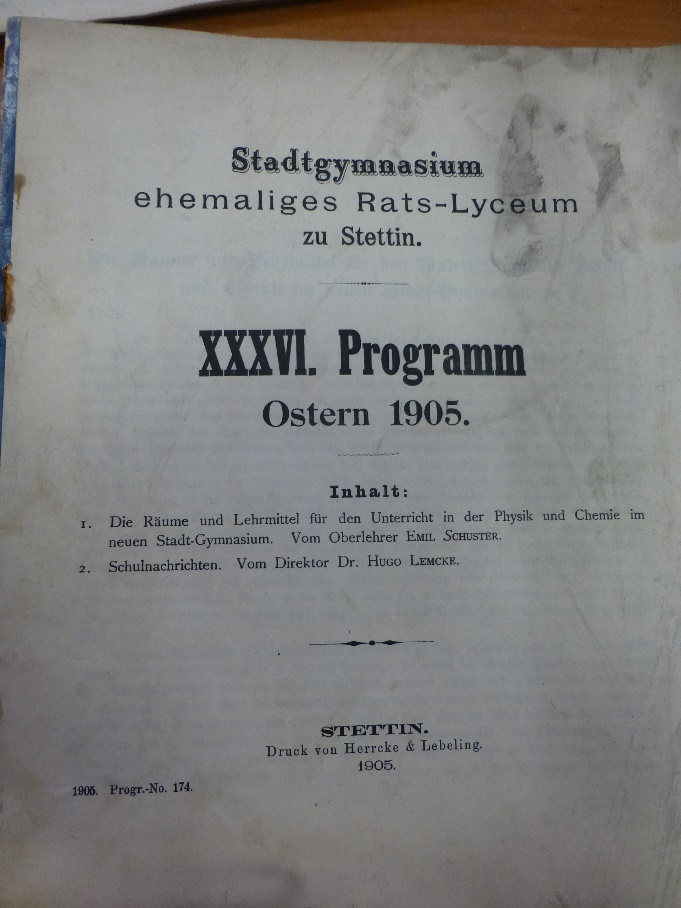 Stadtgymnasium
ehemaliges Rats-Lyceum
zu Stettin.
XXXVI. Programm
Ostern 1905.
Inhalt:
1. Die Räume und Lehrmittel für den Unterricht in der Physik und Chemie im
neuen Stadt-Gymnasium. Vom Oberlehrer EMIL SCHUSTER.
2. Schulnachrichten. Vom Direktor Dr. HUGO LEMCKE.
STETTIN.
Druck von Herrcke & Lebeling.
1905.
1905. Progr.-No. 174.